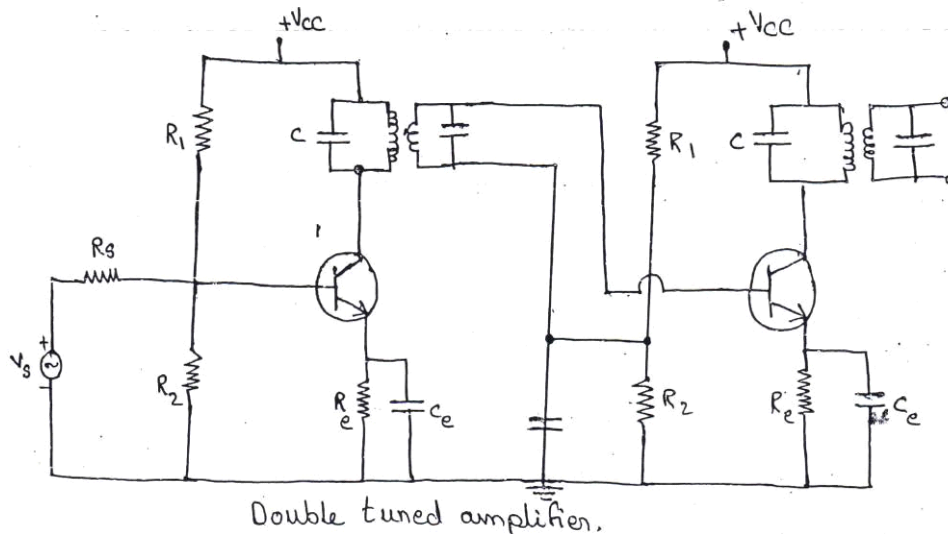 +VCC
+VCC
R1
C
R1
C
Rs
+
Vs
-
R2
Re
Ce
R2
Re
Ce
Double tuned amplifier.